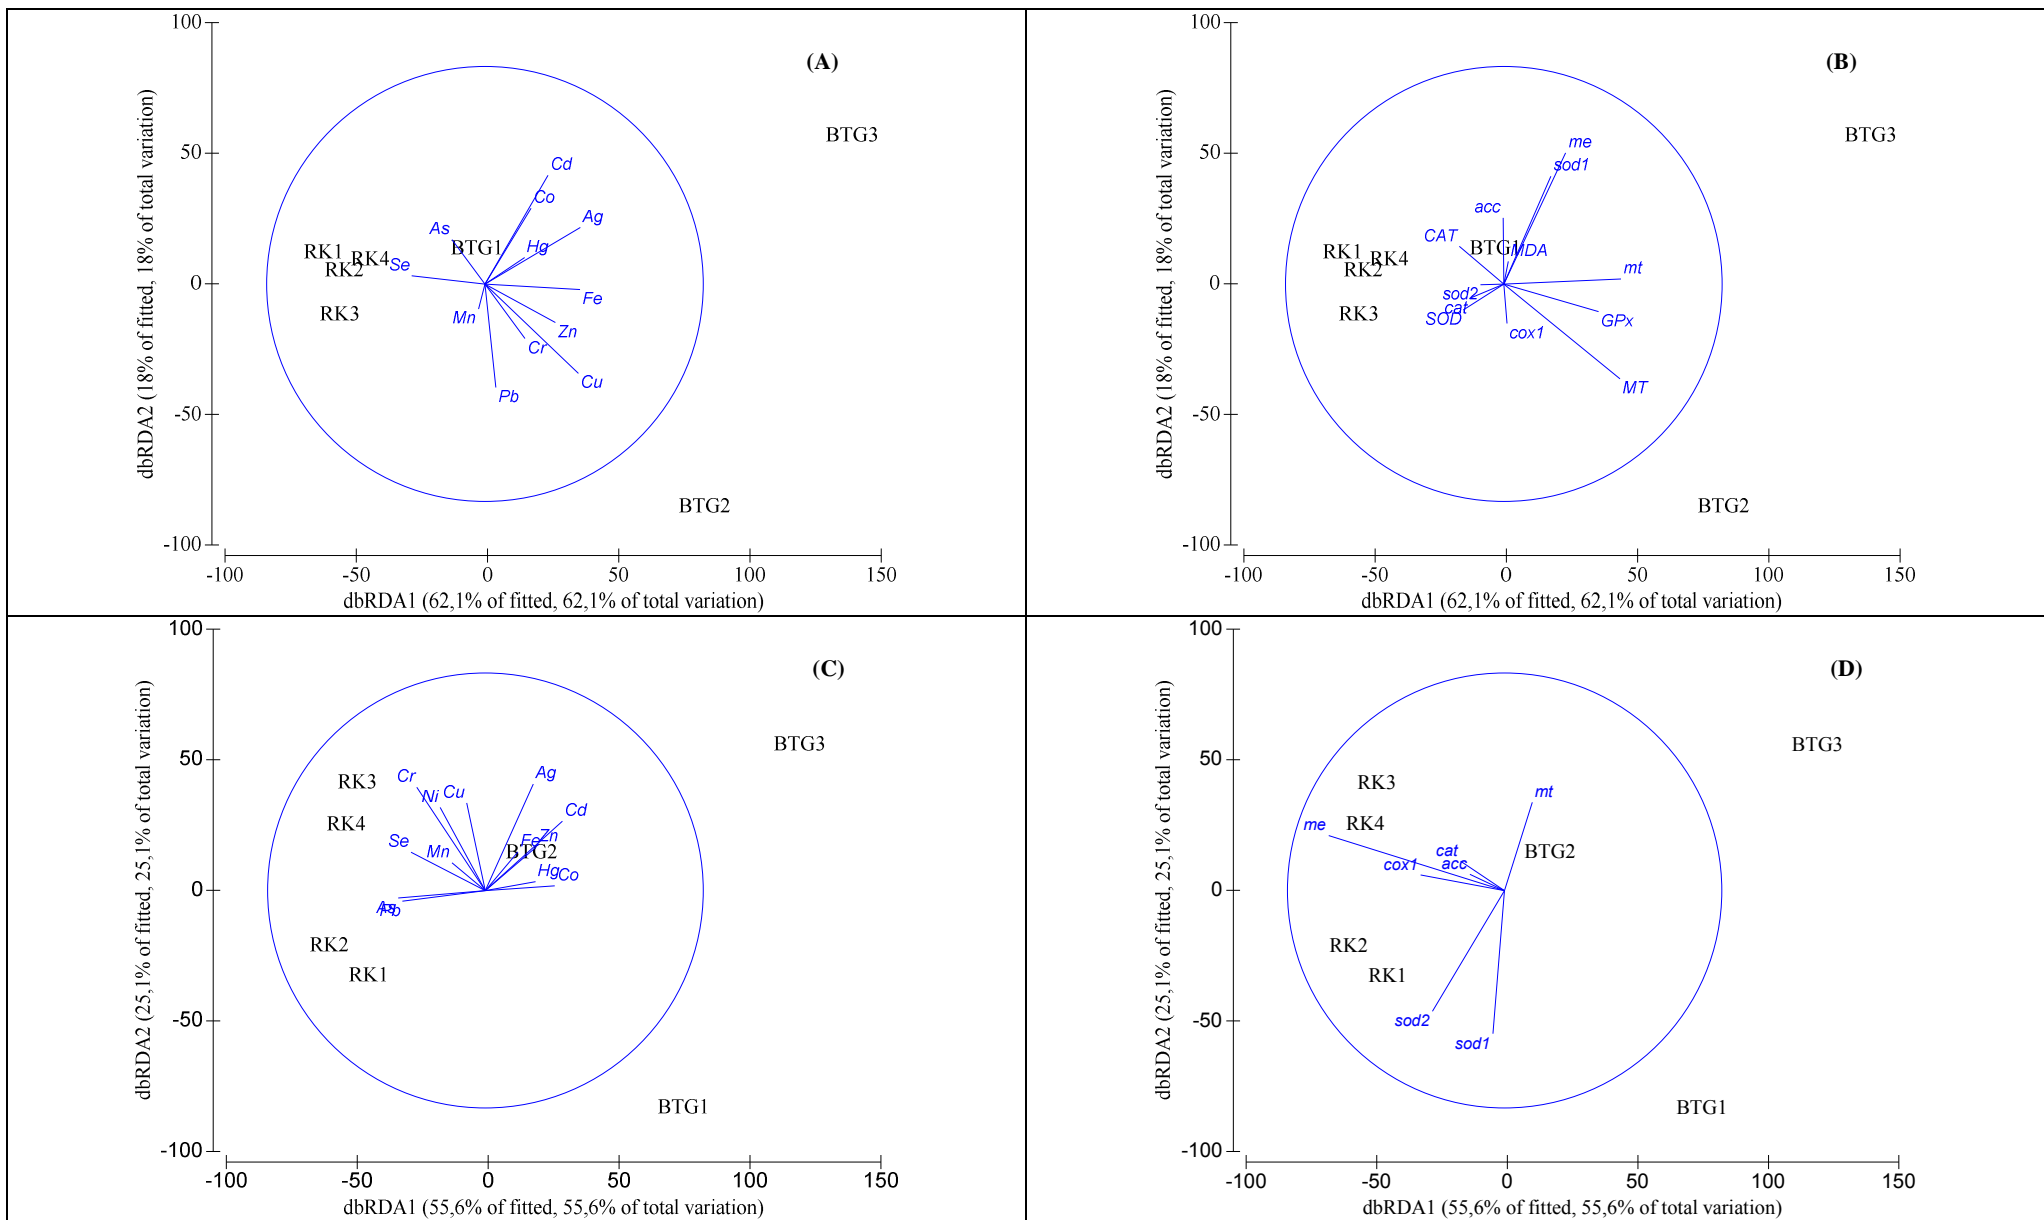 100
50
0
-50
-100
dbRDA2 (18% of fitted, 18% of total variation)
(A)
BTG3
Cd
Co
Ag
As
BTG1
Hg
RK1
RK4
RK2
Se
RK3
Mn
Fe
Zn
Cr
Cu
Pb
BTG2
-100
-50
0
50
100
150
dbRDA1 (62,1% of fitted, 62,1% of total variation)
100
50
0
-50
-100
dbRDA2 (18% of fitted, 18% of total variation)
(B)
BTG3
me
sod1
acc
CAT
BTG1
MDA
RK1
RK4
RK2
mt
sod2
cat
SOD
RK3
cox1
GPx
MT
BTG2
-100
-50
0
50
100
150
dbRDA1 (62,1% of fitted, 62,1% of total variation)
100
50
0
-50
-100
dbRDA2 (25,1% of fitted, 25,1% of total variation)
(C)
BTG3
RK3
Cr
Ni
Cu
Ag
Cd
RK4
Se
Mn
Fe
Zn
BTG2
Hg
Co
As
Pb
RK2
RK1
BTG1
-100
-50
0
50
100
150
dbRDA1 (55,6% of fitted, 55,6% of total variation)
100
50
0
-50
-100
dbRDA2 (25,1% of fitted, 25,1% of total variation)
(D)
BTG3
RK3
mt
me
RK4
cat
cox1
acc
BTG2
RK2
RK1
sod2
sod1
BTG1
-100
-50
0
50
100
150
dbRDA1 (55,6% of fitted, 55,6% of total variation)